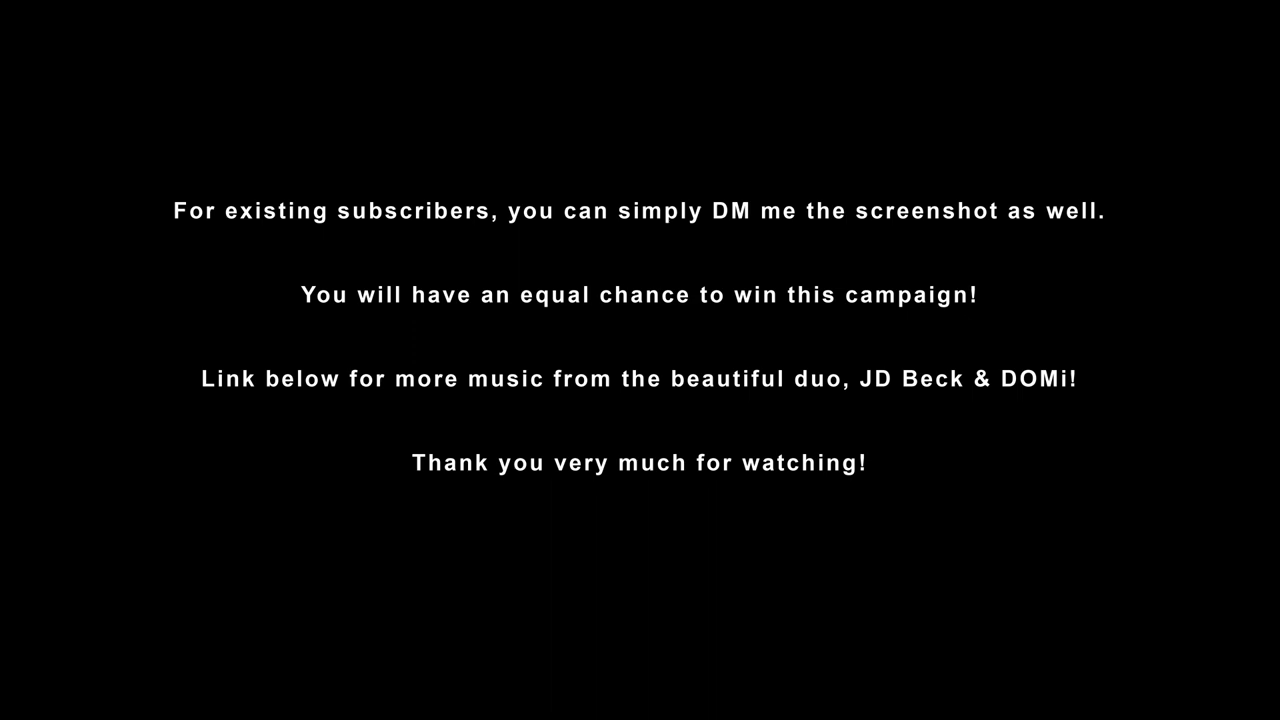 For existing subscribers, you can simply DM me the screenshot as well.
You will have an equal chance to win this campaign!
Link below for more music from the beautiful duo, JD Beck & DOMi!
Thank you very much for watching!